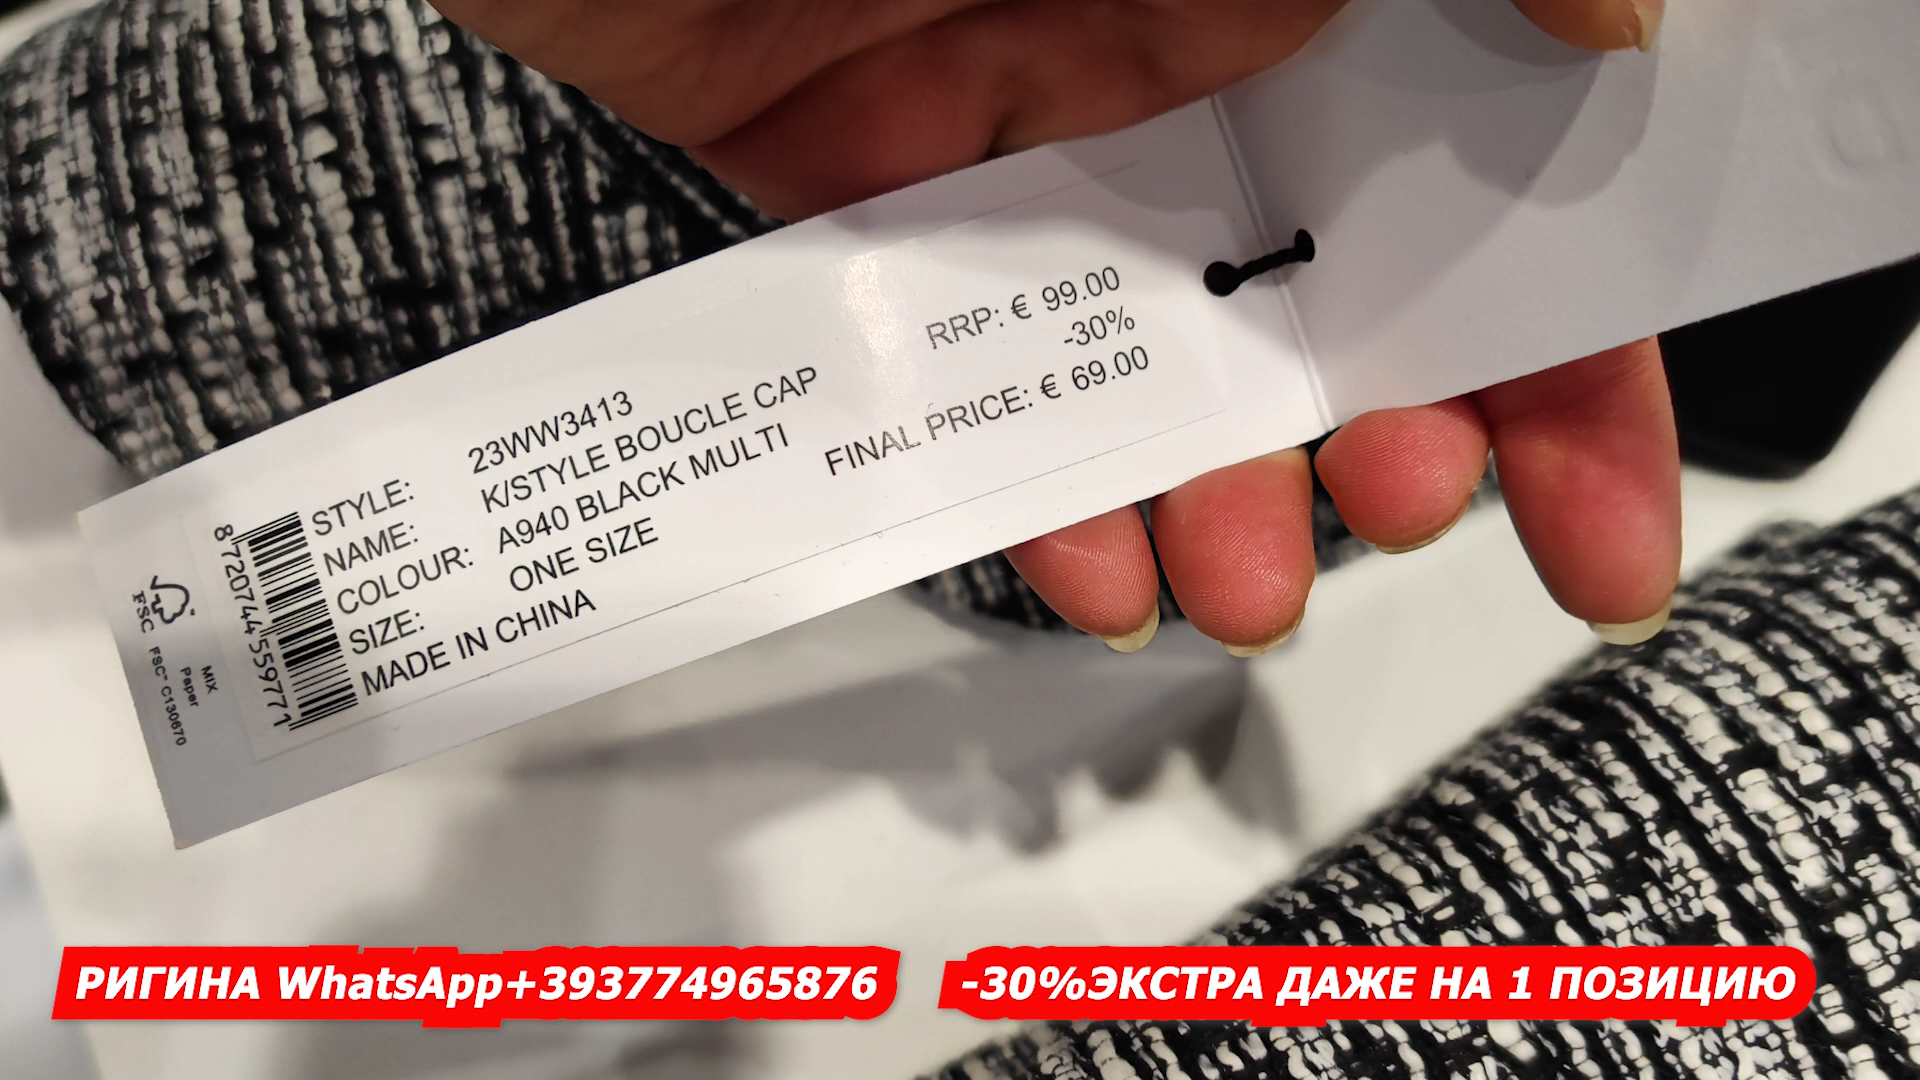 STYLE: 23WW3413
NAME: K/STYLE BOUCLE CAP
COLOUR: A940 BLACK MULTI
SIZE: ONE SIZE
MADE IN CHINA
RRP: € 99.00
-30%
FINAL PRICE: € 69.00
8720744559771
FSC
MIX
Paper
FSC™ C130670
РИГИНА WhatsApp+393774965876
-30%ЭКСТРА ДАЖЕ НА 1 ПОЗИЦИЮ